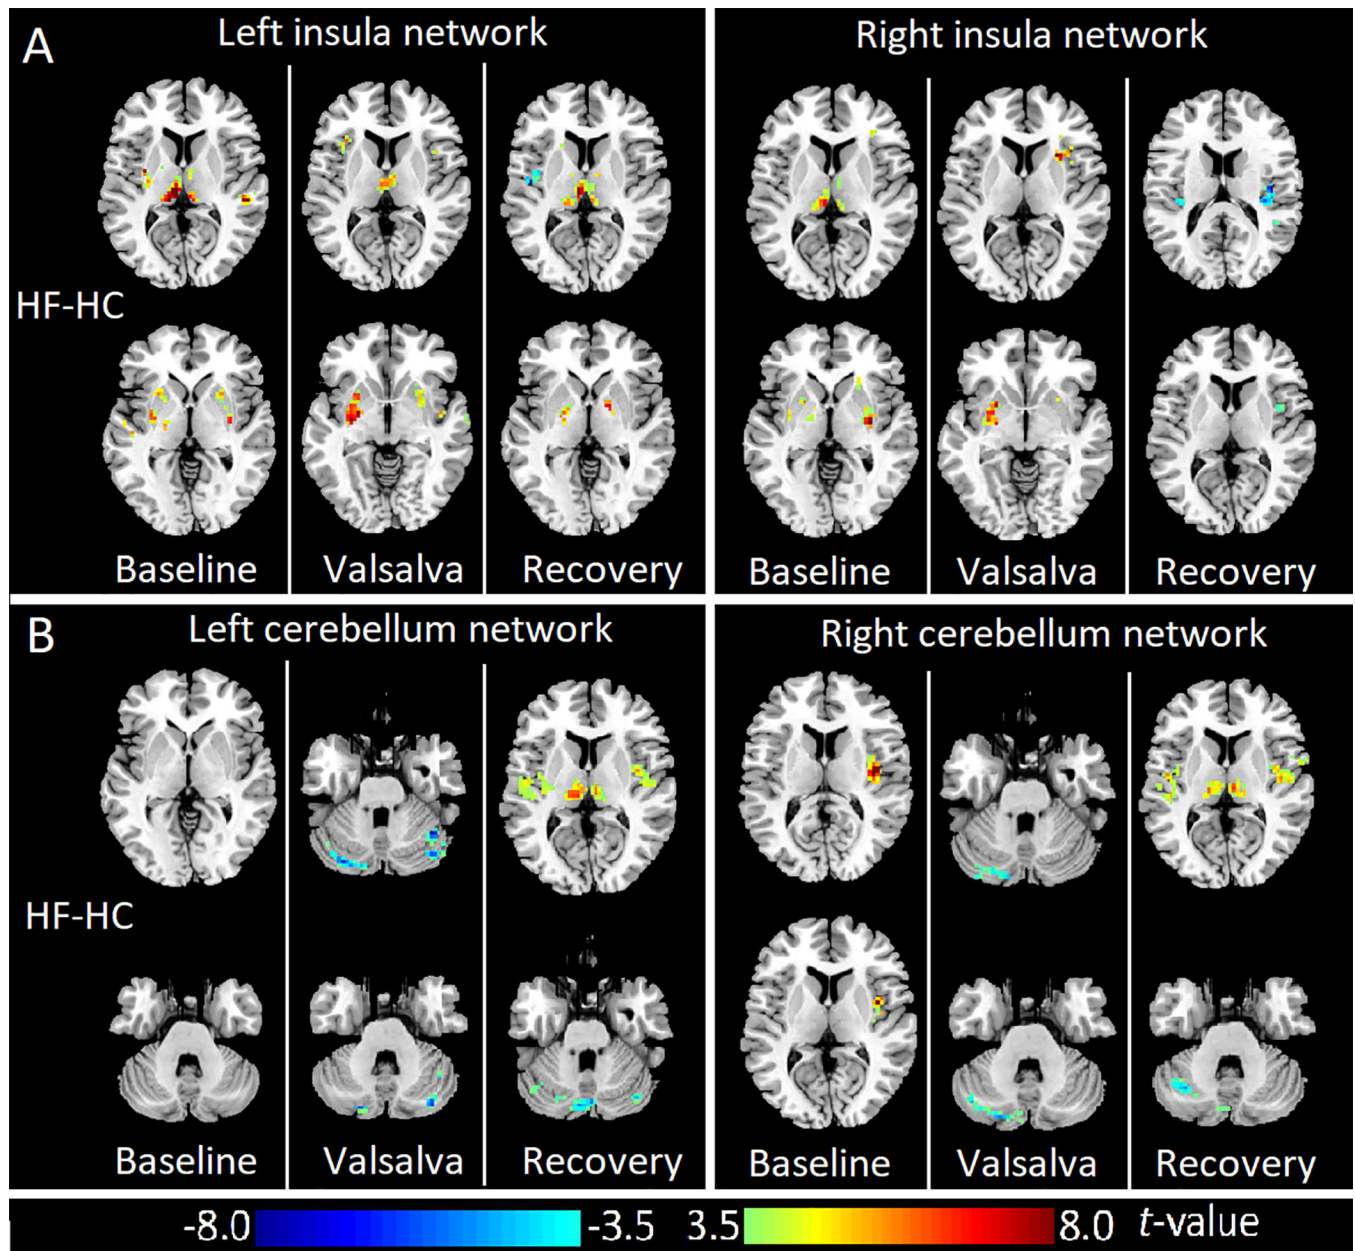 A
Left insula network
Right insula network
HF-HC
Baseline
Valsalva
Recovery
Baseline
Valsalva
Recovery
B
Left cerebellum network
Right cerebellum network
HF-HC
Baseline
Valsalva
Recovery
Baseline
Valsalva
Recovery
-8.0
-3.5
3.5
8.0
t-value